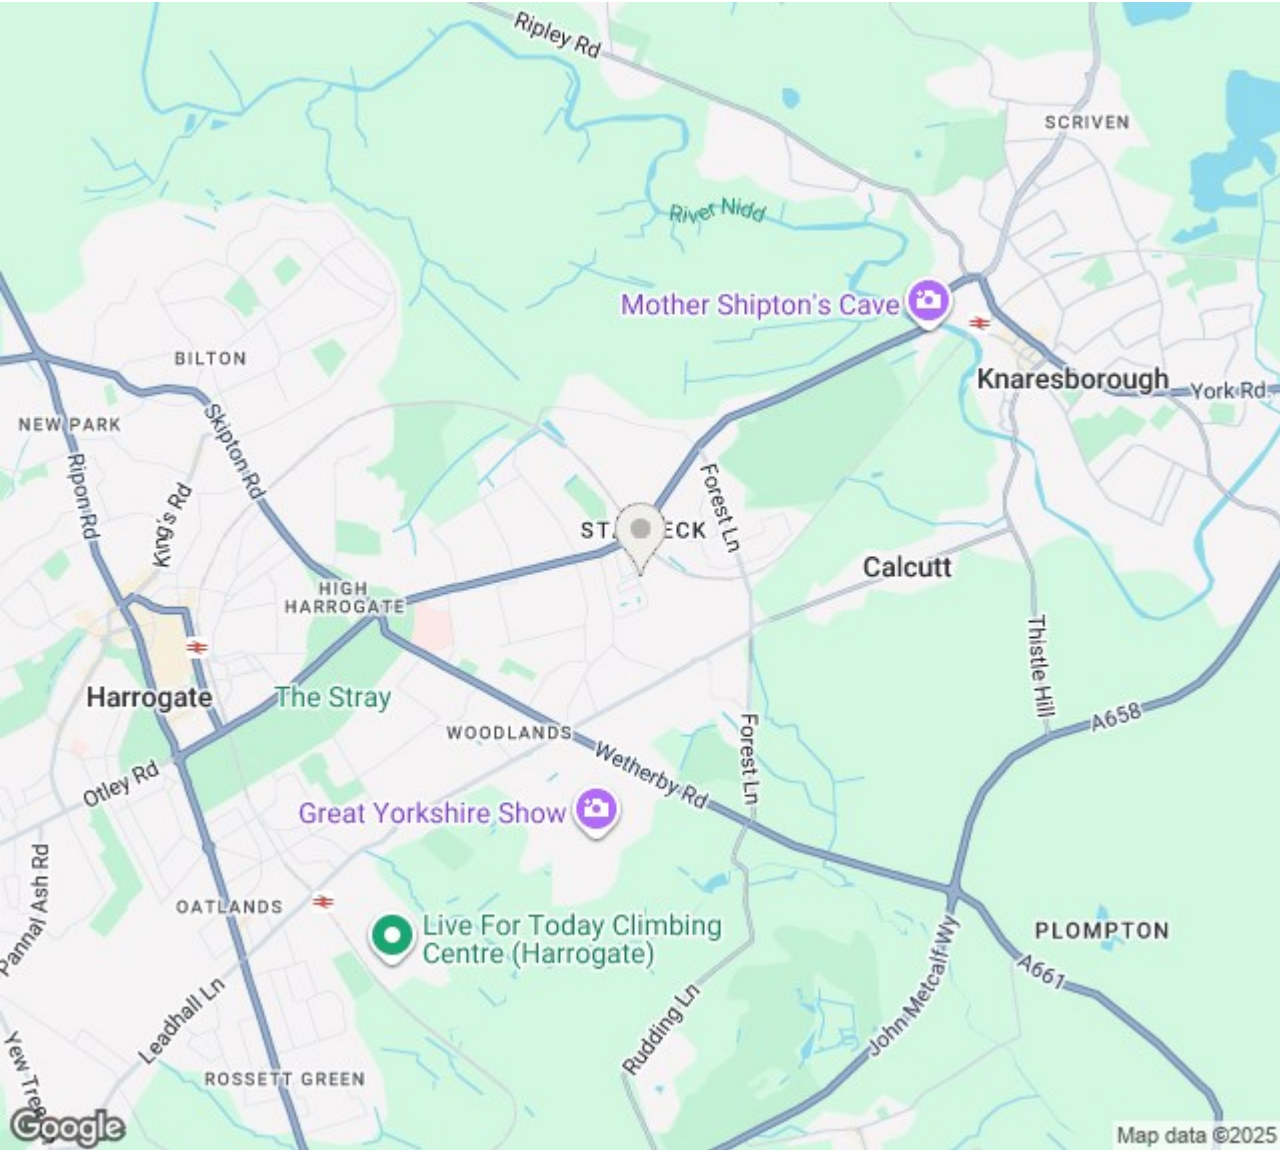 Ripley Rd
SCRIVEN
River Nidd
Mother Shipton's Cave
BILTON
Knaresborough
York Rd
NEW PARK
Skipton Rd
Ripon Rd
King's Rd
Forest Ln
ST
ECK
Calcutt
HIGH
HARROGATE
Thistle Hill
Harrogate
The Stray
A658
WOODLANDS
Forest Ln
Wetherby Rd
Otley Rd
Great Yorkshire Show
Pannal Ash Rd
OATLANDS
Live For Today Climbing
Centre (Harrogate)
PLOMPTON
John Metcalf Wy
A661
Leadhall Ln
Rudding Ln
Yew Tree
ROSSETT GREEN
Google
Map data ©2025